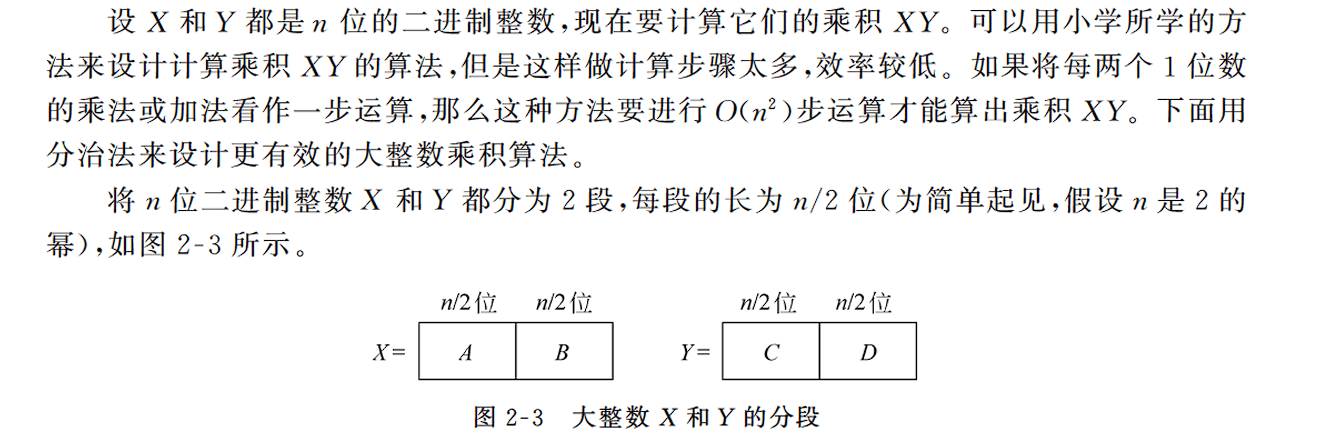 设 X 和 Y 都是 n 位的二进制整数,现在要计算它们的乘积 XY。可以用小学所学的方
法来设计计算乘积 XY 的算法,但是这样做计算步骤太多,效率较低。如果将每两个 1 位数
的乘法或加法看作一步运算,那么这种方法要进行 O(n²)步运算才能算出乘积 XY。下面用
分治法来设计更有效的大整数乘积算法。
将 n 位二进制整数 X 和 Y 都分为 2 段,每段的长为 n/2 位(为简单起见,假设 n 是 2 的
幂),如图 2-3 所示。
n/2位 n/2位 n/2位 n/2位
X= A B Y= C D
图 2-3 大整数 X 和 Y 的分段